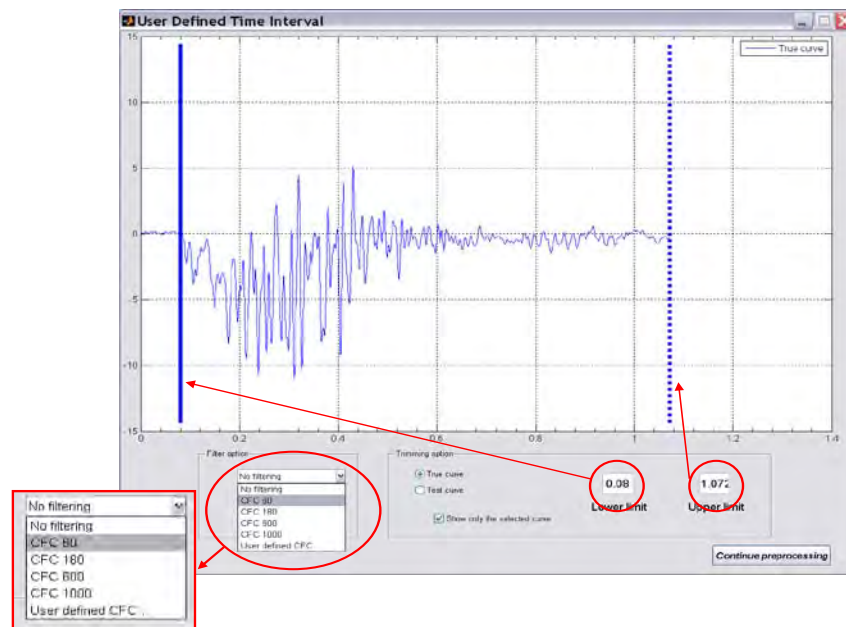 User Defined Time Interval
15
True curve
10
5
0
-5
-10
-15
0 0.2 0.4 0.6 0.8 1 1.2 1.4
Filter option
Trimming option
No filtering
No filtering
CFC 60
CFC 180
CFC 600
CFC 1000
User defined CFC
True curve
Test curve
Show only the selected curve
0.08
Lower limit
1.072
Upper limit
Continue preprocessing
No filtering
No filtering
CFC 60
CFC 180
CFC 600
CFC 1000
User defined CFC ..